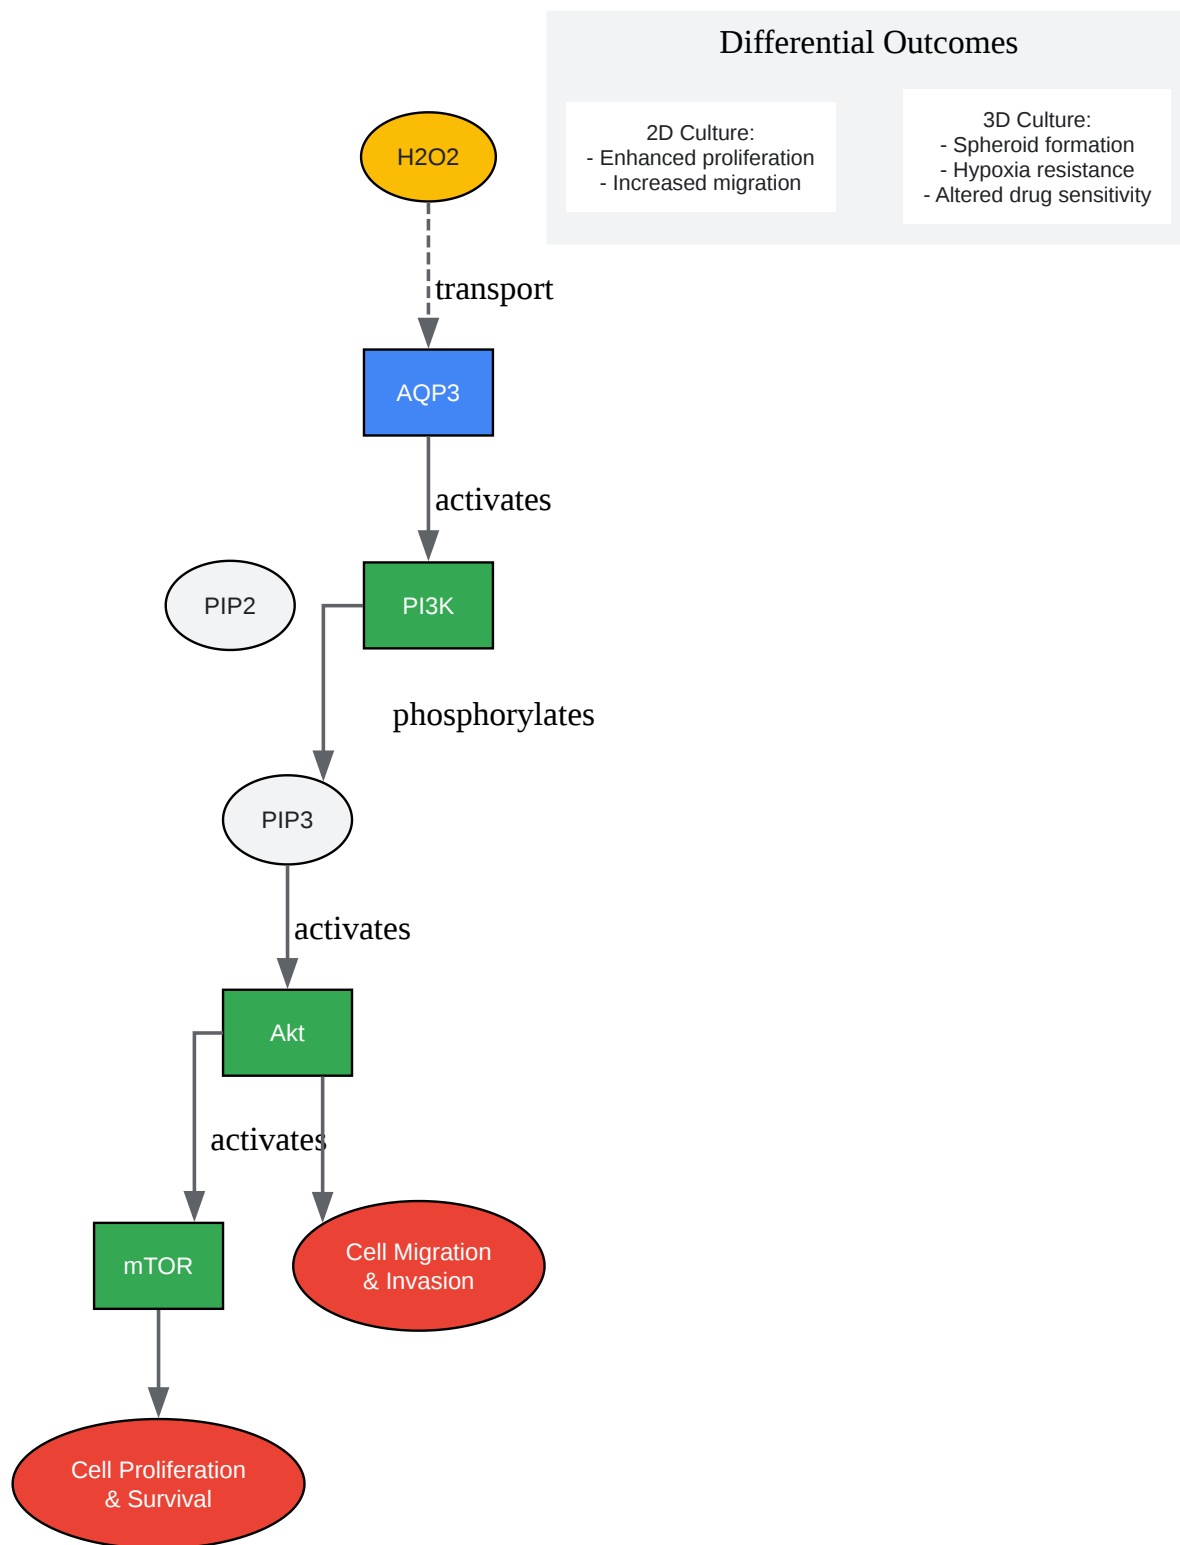 Differential Outcomes
2D Culture:
- Enhanced proliferation
- Increased migration
3D Culture:
- Spheroid formation
- Hypoxia resistance
- Altered drug sensitivity
H2O2
transport
AQP3
activates
PIP2
PI3K
phosphorylates
PIP3
activates
Akt
activates
mTOR
Cell Migration
& Invasion
Cell Proliferation
& Survival